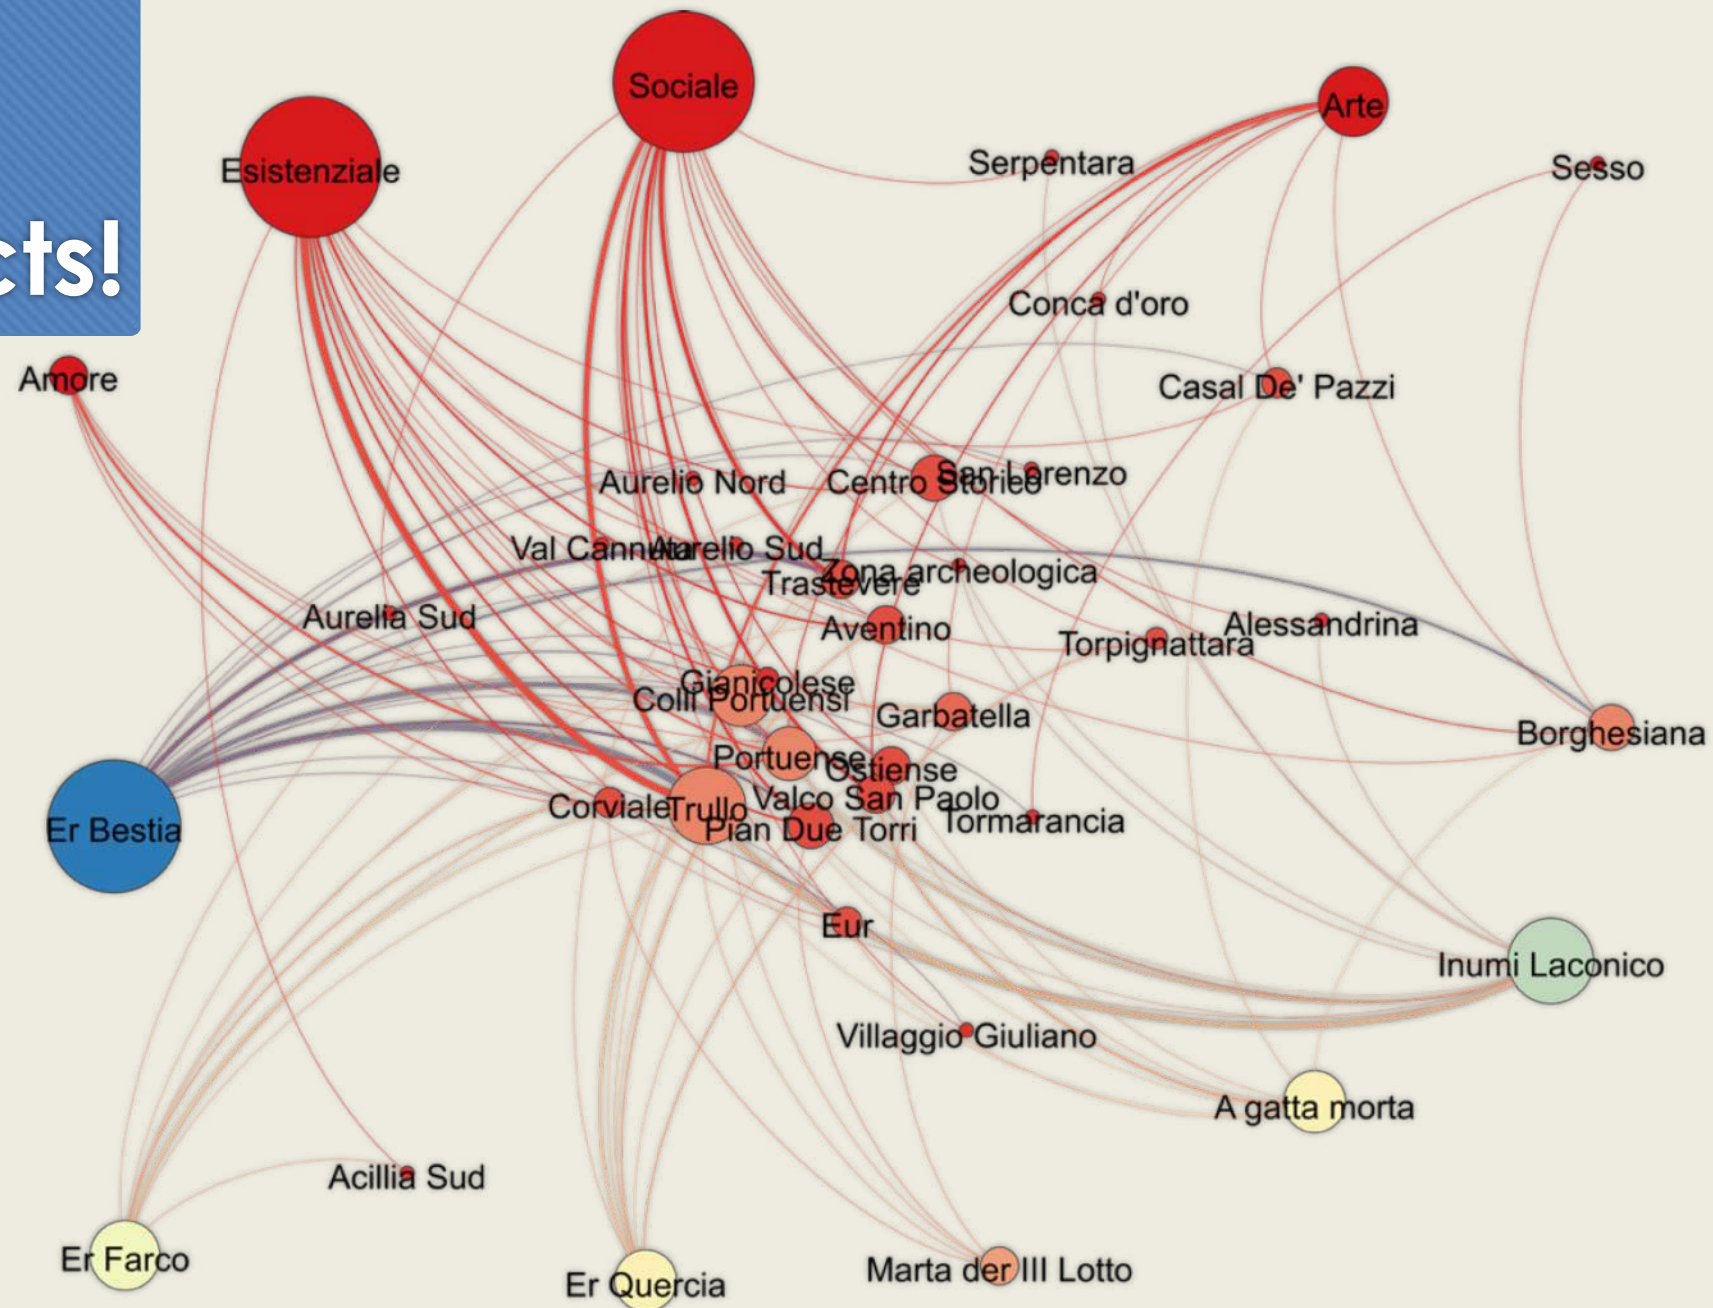 cts!
Sociale
Arte
Esistenziale
Serpentara
Sesso
Conca d'oro
Amore
Casal De' Pazzi
Aurelio Nord
Centro Storico
San Lorenzo
Val Cannuta
Aurelio Sud
Zona archeologica
Trastevere
Aurelia Sud
Aventino
Alessandrina
Torpignattara
Gianicolese
Colli Portuensi
Garbatella
Borghesiana
Portuense
Ostiense
Valco San Paolo
Corviale
Trullo
Pian Due Torri
Tormarancia
Er Bestia
Eur
Inumi Laconico
Villaggio Giuliano
A gatta morta
Acillia Sud
Er Farco
Er Quercia
Marta der III Lotto